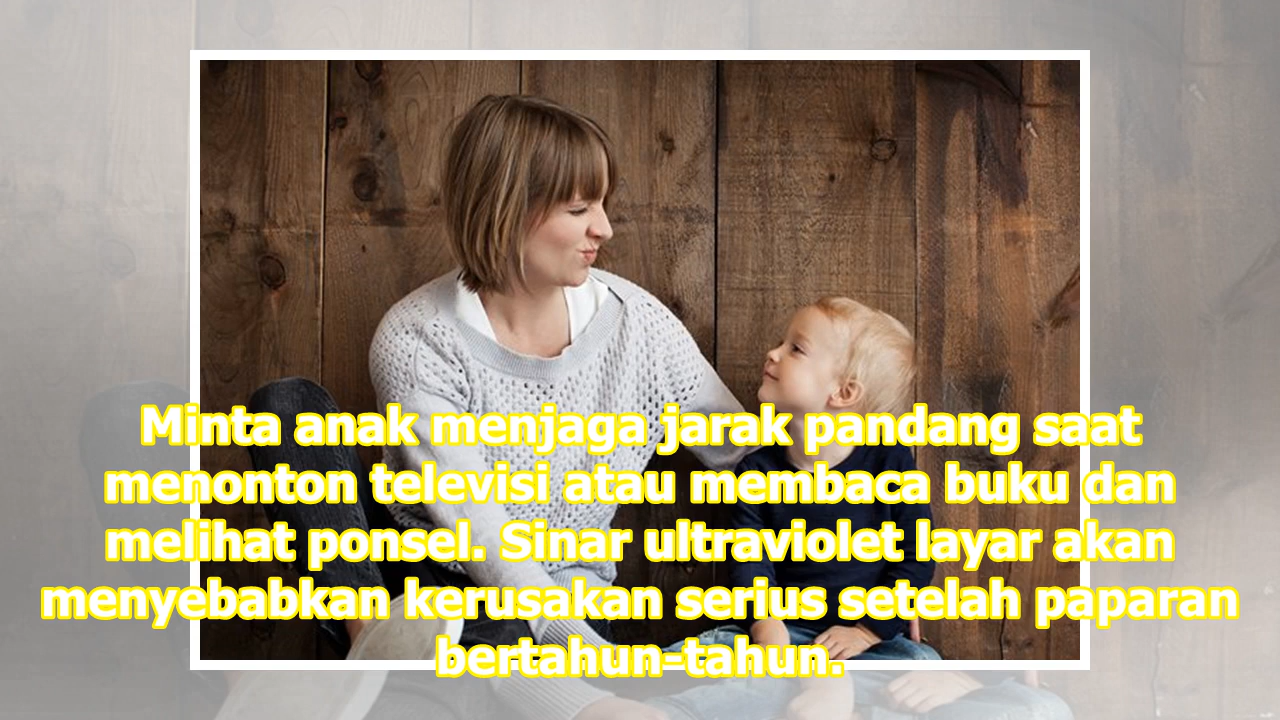 Minta anak menjaga jarak pandang saat
menonton televisi atau membaca buku dan
melihat ponsel. Sinar ultraviolet layar akan
menyebabkan kerusakan serius setelah paparan
bertahun-tahun.